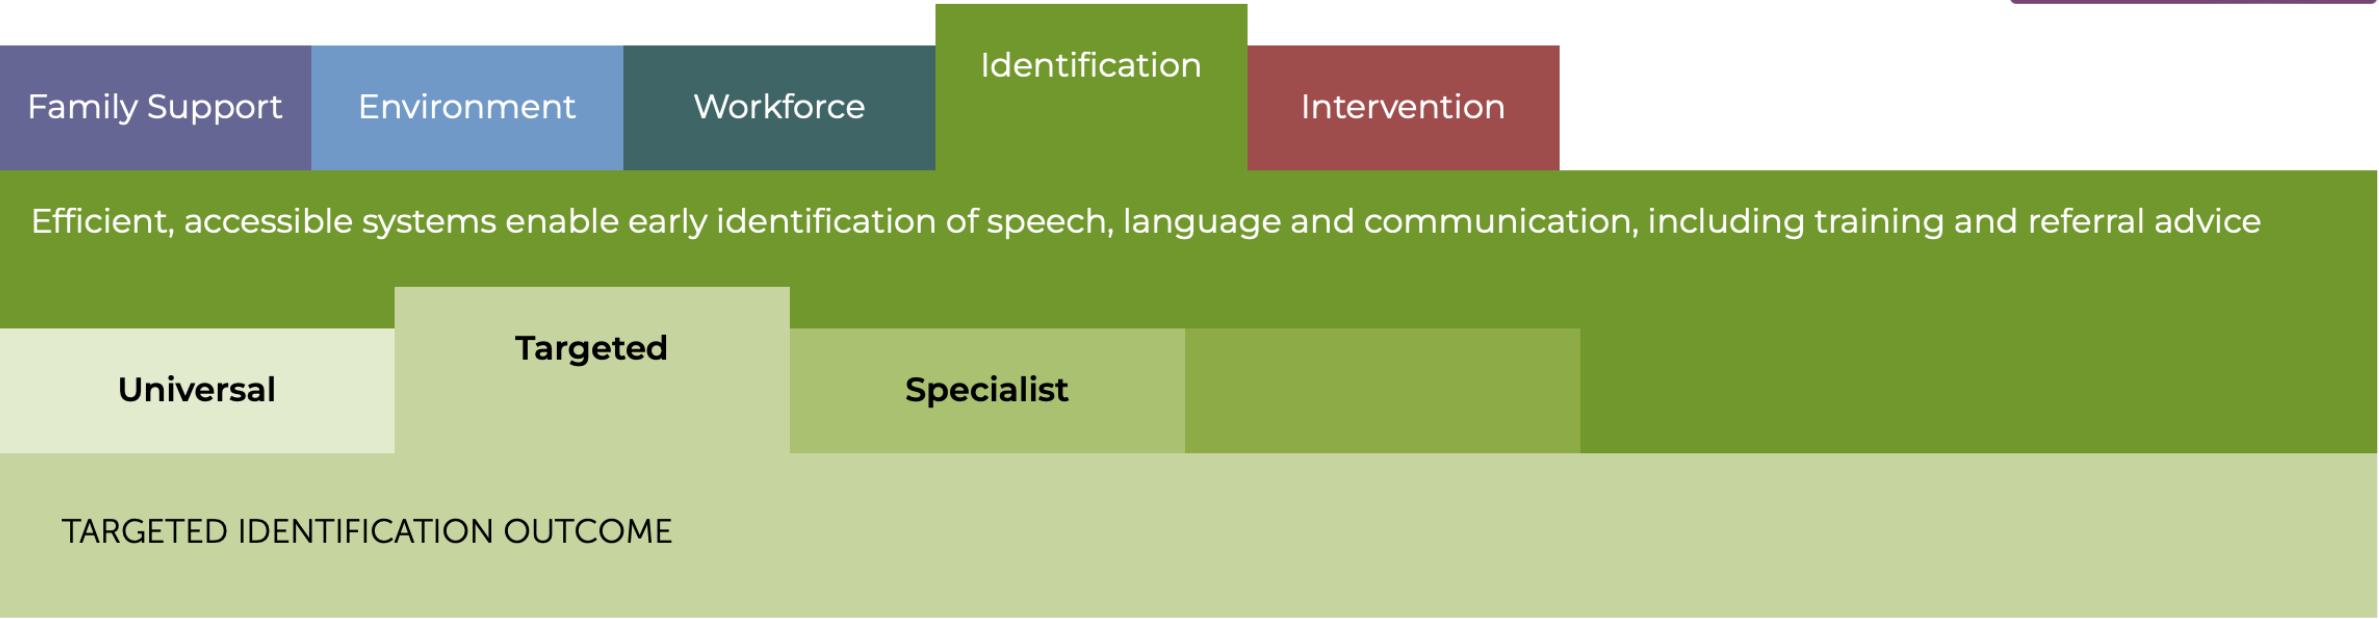 Family Support
Environment
Workforce
Identification
Intervention
Efficient, accessible systems enable early identification of speech, language and communication, including training and referral advice
Universal
Targeted
Specialist
TARGETED IDENTIFICATION OUTCOME